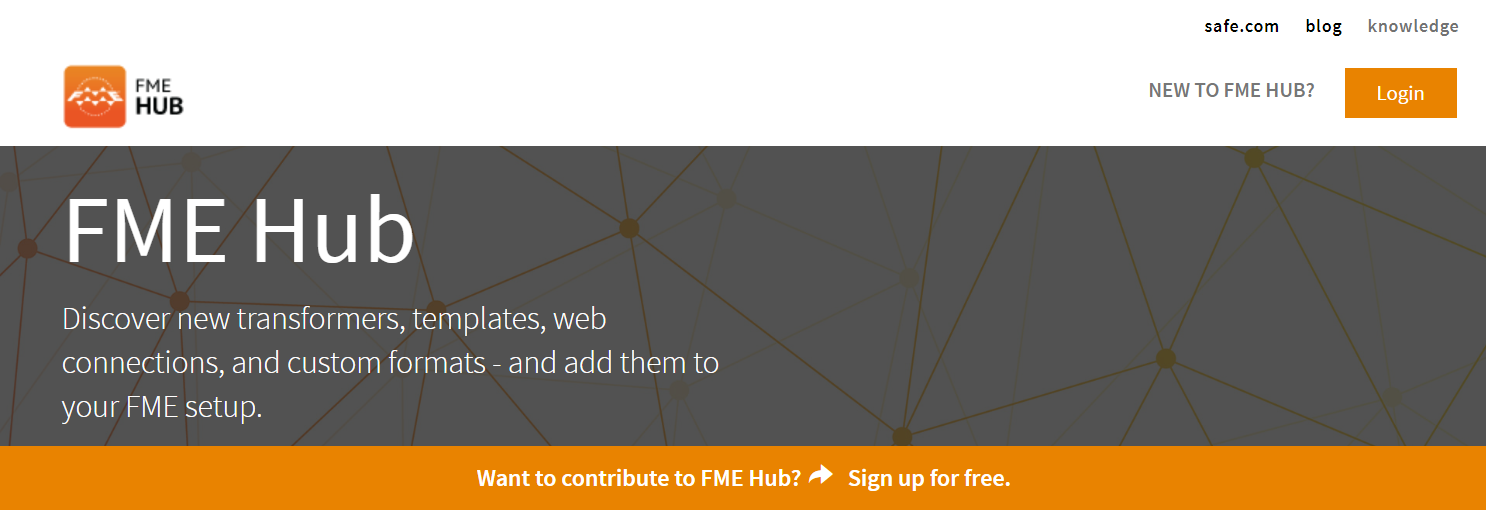 safe.com blog knowledge
FME
HUB
NEW TO FME HUB?
Login
FME Hub
Discover new transformers, templates, web
connections, and custom formats - and add them to
your FME setup.
Want to contribute to FME Hub? Sign up for free.